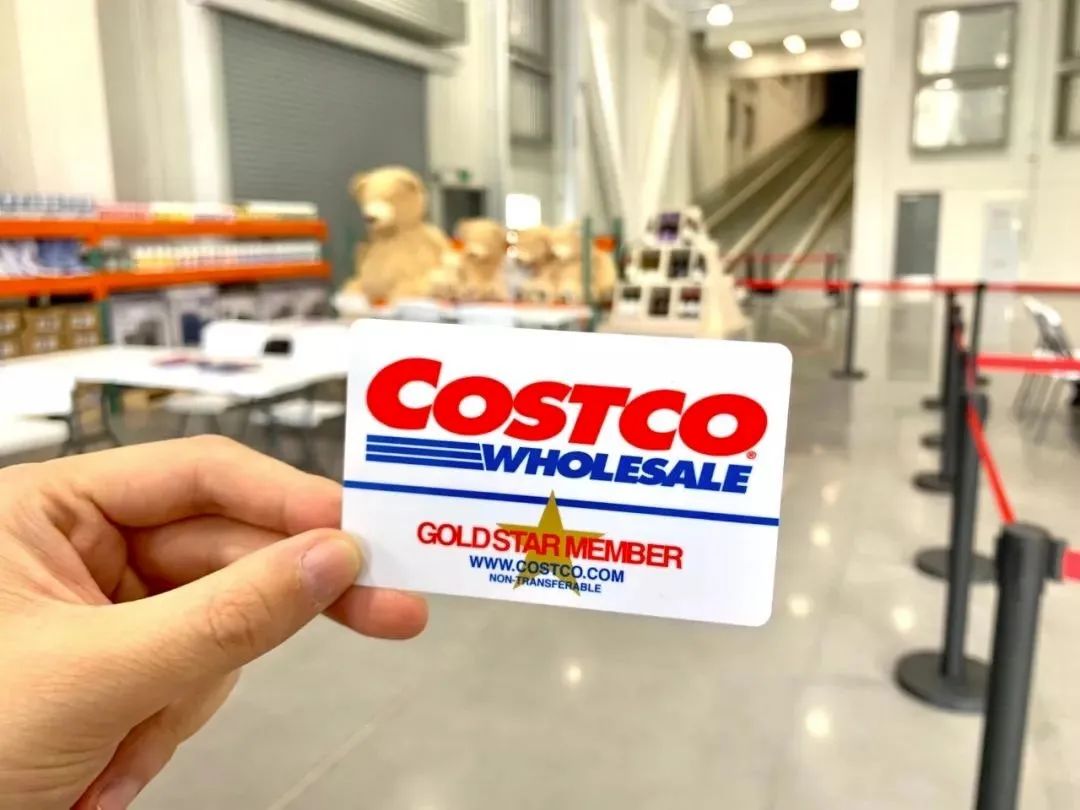 COSTCO®
WHOLESALE
GOLD STAR MEMBER
WWW.COSTCO.COM
NON-TRANSFERABLE